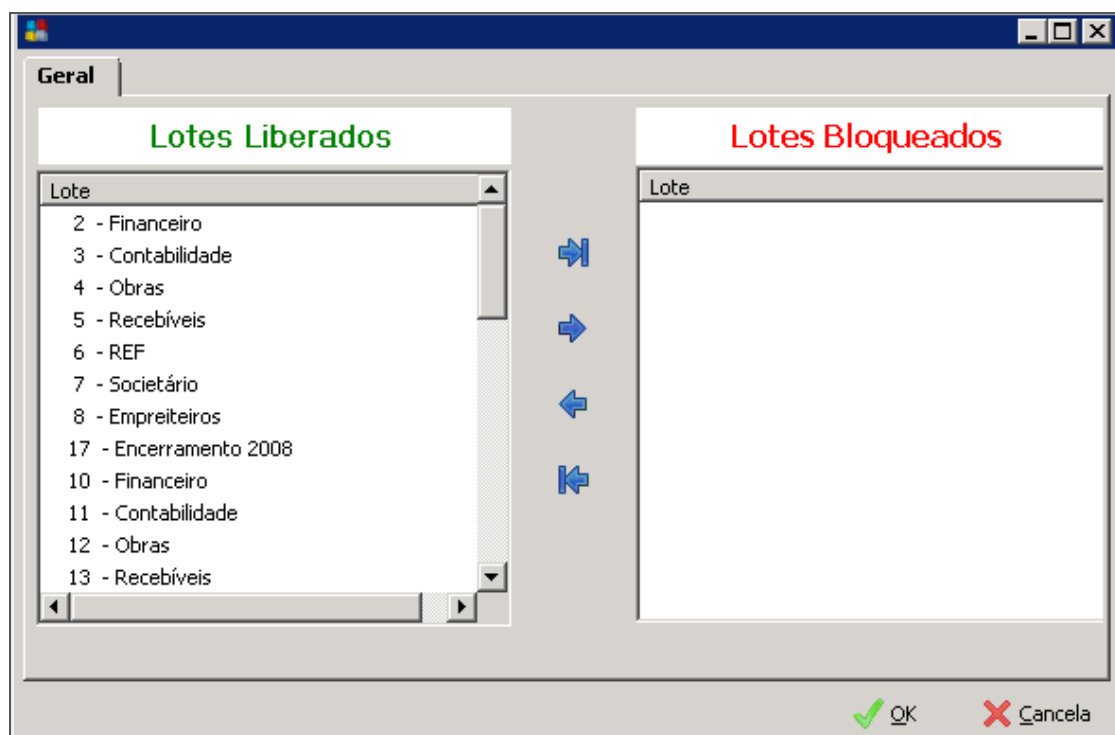 Geral
Lotes Liberados
Lote
2 - Financeiro
3 - Contabilidade
4 - Obras
5 - Recebíveis
6 - REF
7 - Societário
8 - Empreiteiros
17 - Encerramento 2008
10 - Financeiro
11 - Contabilidade
12 - Obras
13 - Recebíveis
Lotes Bloqueados
Lote
OK
Cancela